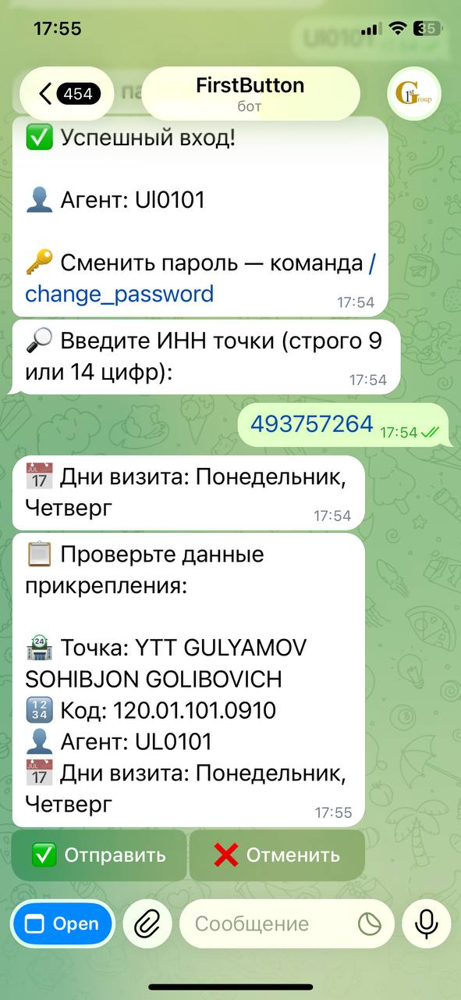 17:55
35
454
FirstButton
бот
G 1st roup
✅ Успешный вход!
👤 Агент: Ul0101
🔑 Сменить пароль — команда /
change_password
17:54
🔎 Введите ИНН точки (строго 9
или 14 цифр):
17:54
493757264
17:54
📅 Дни визита: Понедельник,
Четверг
17:54
📋 Проверьте данные
прикрепления:
🏪 Точка: YTT GULYAMOV
SOHIBJON GOLIBOVICH
🔢 Код: 120.01.101.0910
👤 Агент: UL0101
📅 Дни визита: Понедельник,
Четверг
17:55
✅ Отправить
❌ Отменить
Open
Сообщение